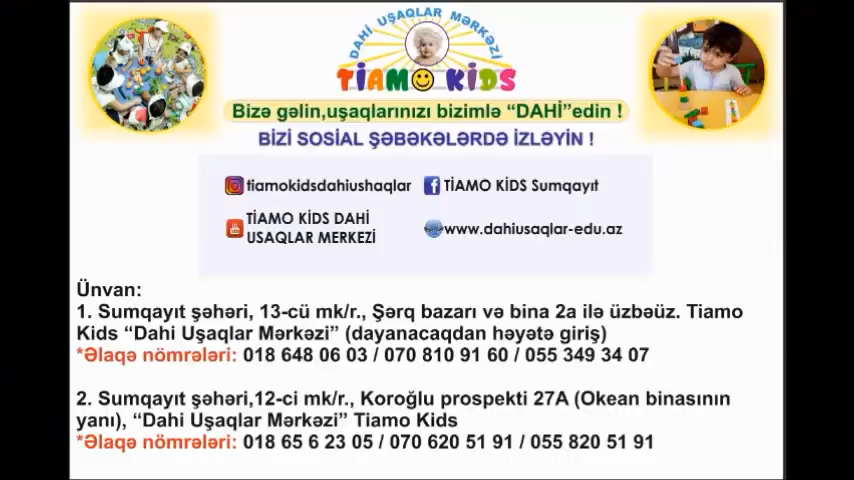 DAHİ UŞAQLAR MƏRKƏZİ
TİAMO KİDS
Bizə gəlin,uşaqlarınızı bizimlə “DAHİ”edin !
BİZİ SOSİAL ŞƏBƏKƏLƏRDƏ İZLƏYİN !
tiamokidsdahiushaqlar
TİAMO KİDS Sumqayıt
TİAMO KİDS DAHİ
USAQLAR MERKEZİ
www.dahiusaqlar-edu.az
Ünvan:
1. Sumqayıt şəhəri, 13-cü mk/r., Şərq bazarı və bina 2a ilə üzbəüz. Tiamo
Kids “Dahi Uşaqlar Mərkəzi” (dayanacaqdan həyətə giriş)
*Əlaqə nömrələri: 018 648 06 03 / 070 810 91 60 / 055 349 34 07
2. Sumqayıt şəhəri,12-ci mk/r., Koroğlu prospekti 27A (Okean binasının
yanı), “Dahi Uşaqlar Mərkəzi” Tiamo Kids
*Əlaqə nömrələri: 018 65 6 23 05 / 070 620 51 91 / 055 820 51 91